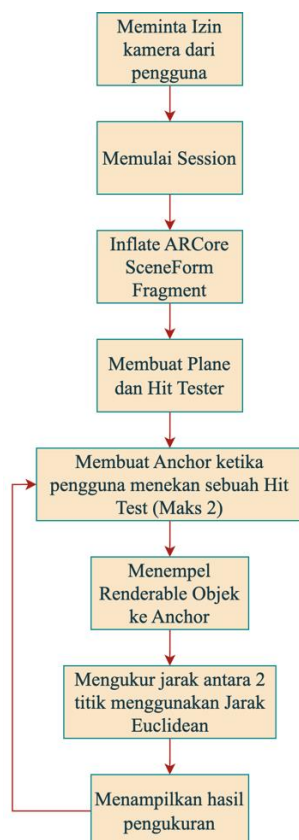 Meminta Izin
kamera dari
pengguna
Memulai Session
Inflate ARCore
SceneForm
Fragment
Membuat Plane
dan Hit Tester
Membuat Anchor ketika
pengguna menekan sebuah Hit
Test (Maks 2)
Menempel
Renderable Objek
ke Anchor
Mengukur jarak antara 2
titik menggunakan Jarak
Euclidean
Menampilkan hasil
pengukuran